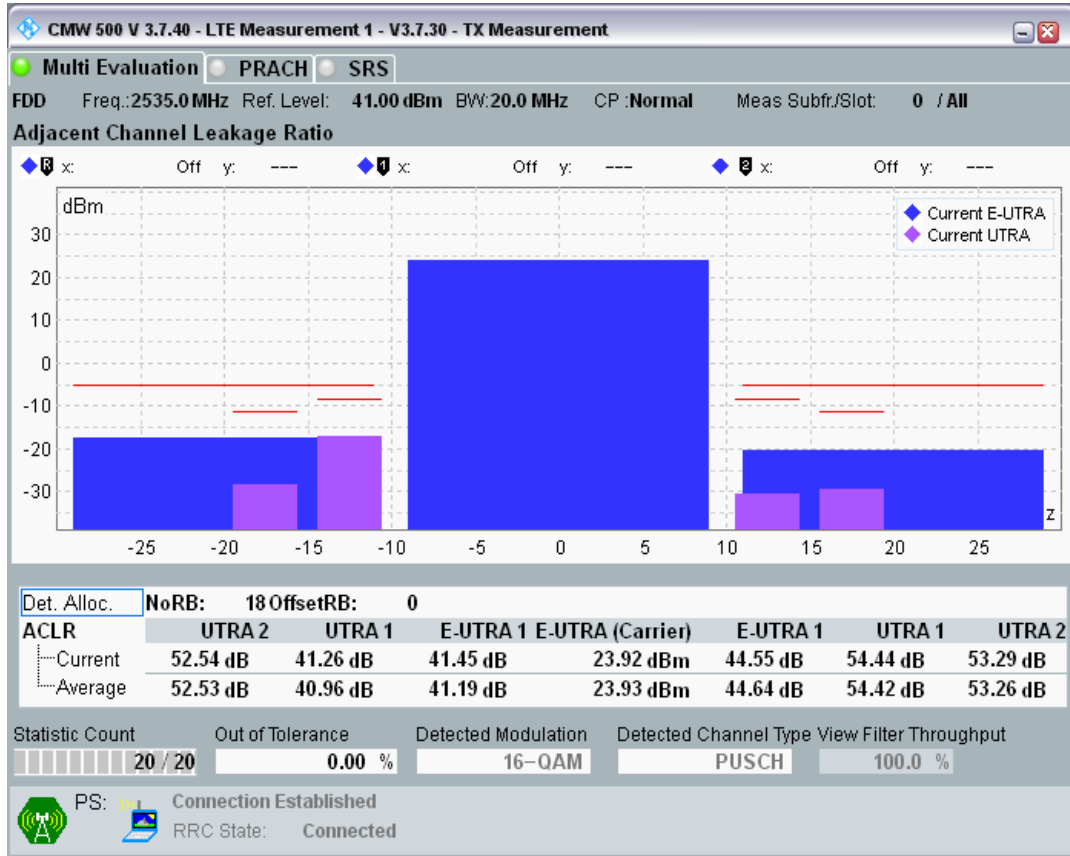 CMW 500 V 3.7.40 - LTE Measurement 1 - V3.7.30 - TX Measurement
Multi Evaluation PRACH SRS
FDD Freq.:2535.0 MHz Ref. Level: 41.00 dBm BW:20.0 MHz CP :Normal Meas Subfr./Slot: 0 / All
Adjacent Channel Leakage Ratio
R x: Off y: --- 1 x: Off y: --- 2 x: Off y: ---
dBm
Current E-UTRA
Current UTRA
30
20
10
0
-10
-20
-30
z
-25 -20 -15 -10 -5 0 5 10 15 20 25
Det. Alloc. NoRB: 18 OffsetRB: 0
ACLR UTRA 2 UTRA 1 E-UTRA 1 E-UTRA (Carrier) E-UTRA 1 UTRA 1 UTRA 2
Current 52.54 dB 41.26 dB 41.45 dB 23.92 dBm 44.55 dB 54.44 dB 53.29 dB
Average 52.53 dB 40.96 dB 41.19 dB 23.93 dBm 44.64 dB 54.42 dB 53.26 dB
Statistic Count Out of Tolerance Detected Modulation Detected Channel Type View Filter Throughput
20 / 20 0.00 % 16-QAM PUSCH 100.0 %
PS: Connection Established
RRC State: Connected